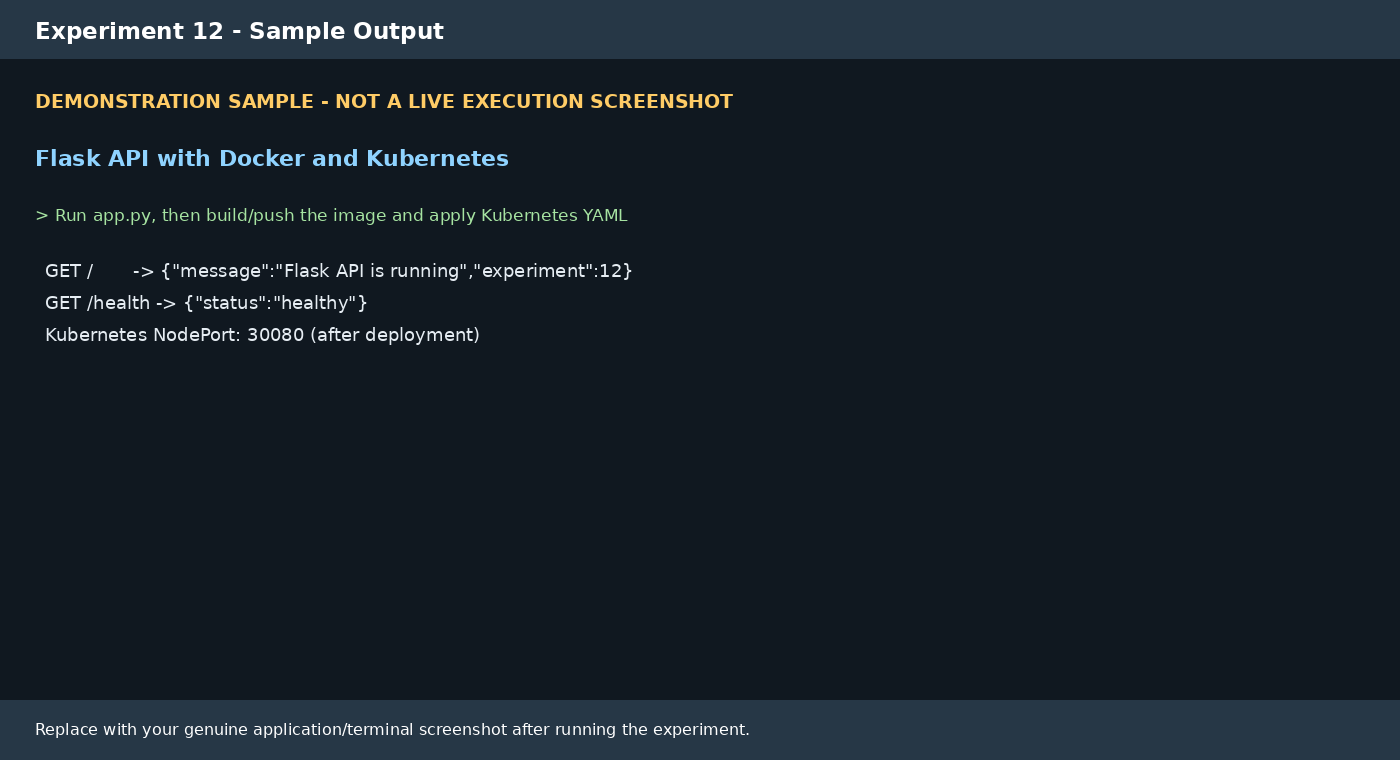 Experiment 12 - Sample Output
DEMONSTRATION SAMPLE - NOT A LIVE EXECUTION SCREENSHOT
Flask API with Docker and Kubernetes
> Run app.py, then build/push the image and apply Kubernetes YAML
GET /       -> {"message":"Flask API is running","experiment":12}
GET /health -> {"status":"healthy"}
Kubernetes NodePort: 30080 (after deployment)
Replace with your genuine application/terminal screenshot after running the experiment.